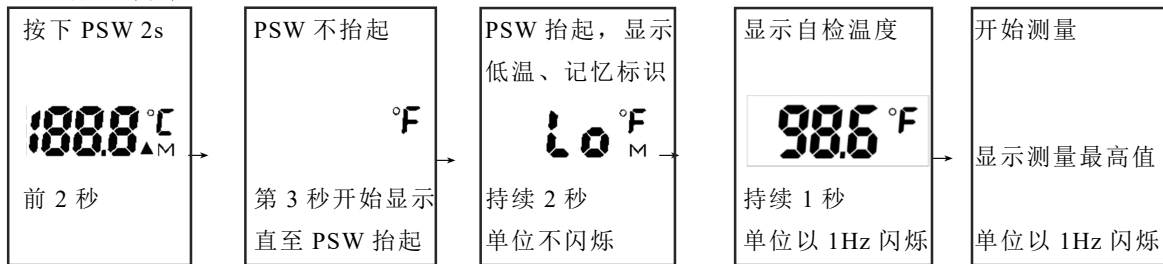 按下 PSW 2s
188.8°C
▲M
前 2 秒
PSW 不抬起
°F
第 3 秒开始显示
直至 PSW 抬起
PSW 抬起，显示
低温、记忆标识
Lo °F
M
持续 2 秒
单位不闪烁
显示自检温度
98.6 °F
持续 1 秒
单位以 1Hz 闪烁
开始测量
显示测量最高值
单位以 1Hz 闪烁